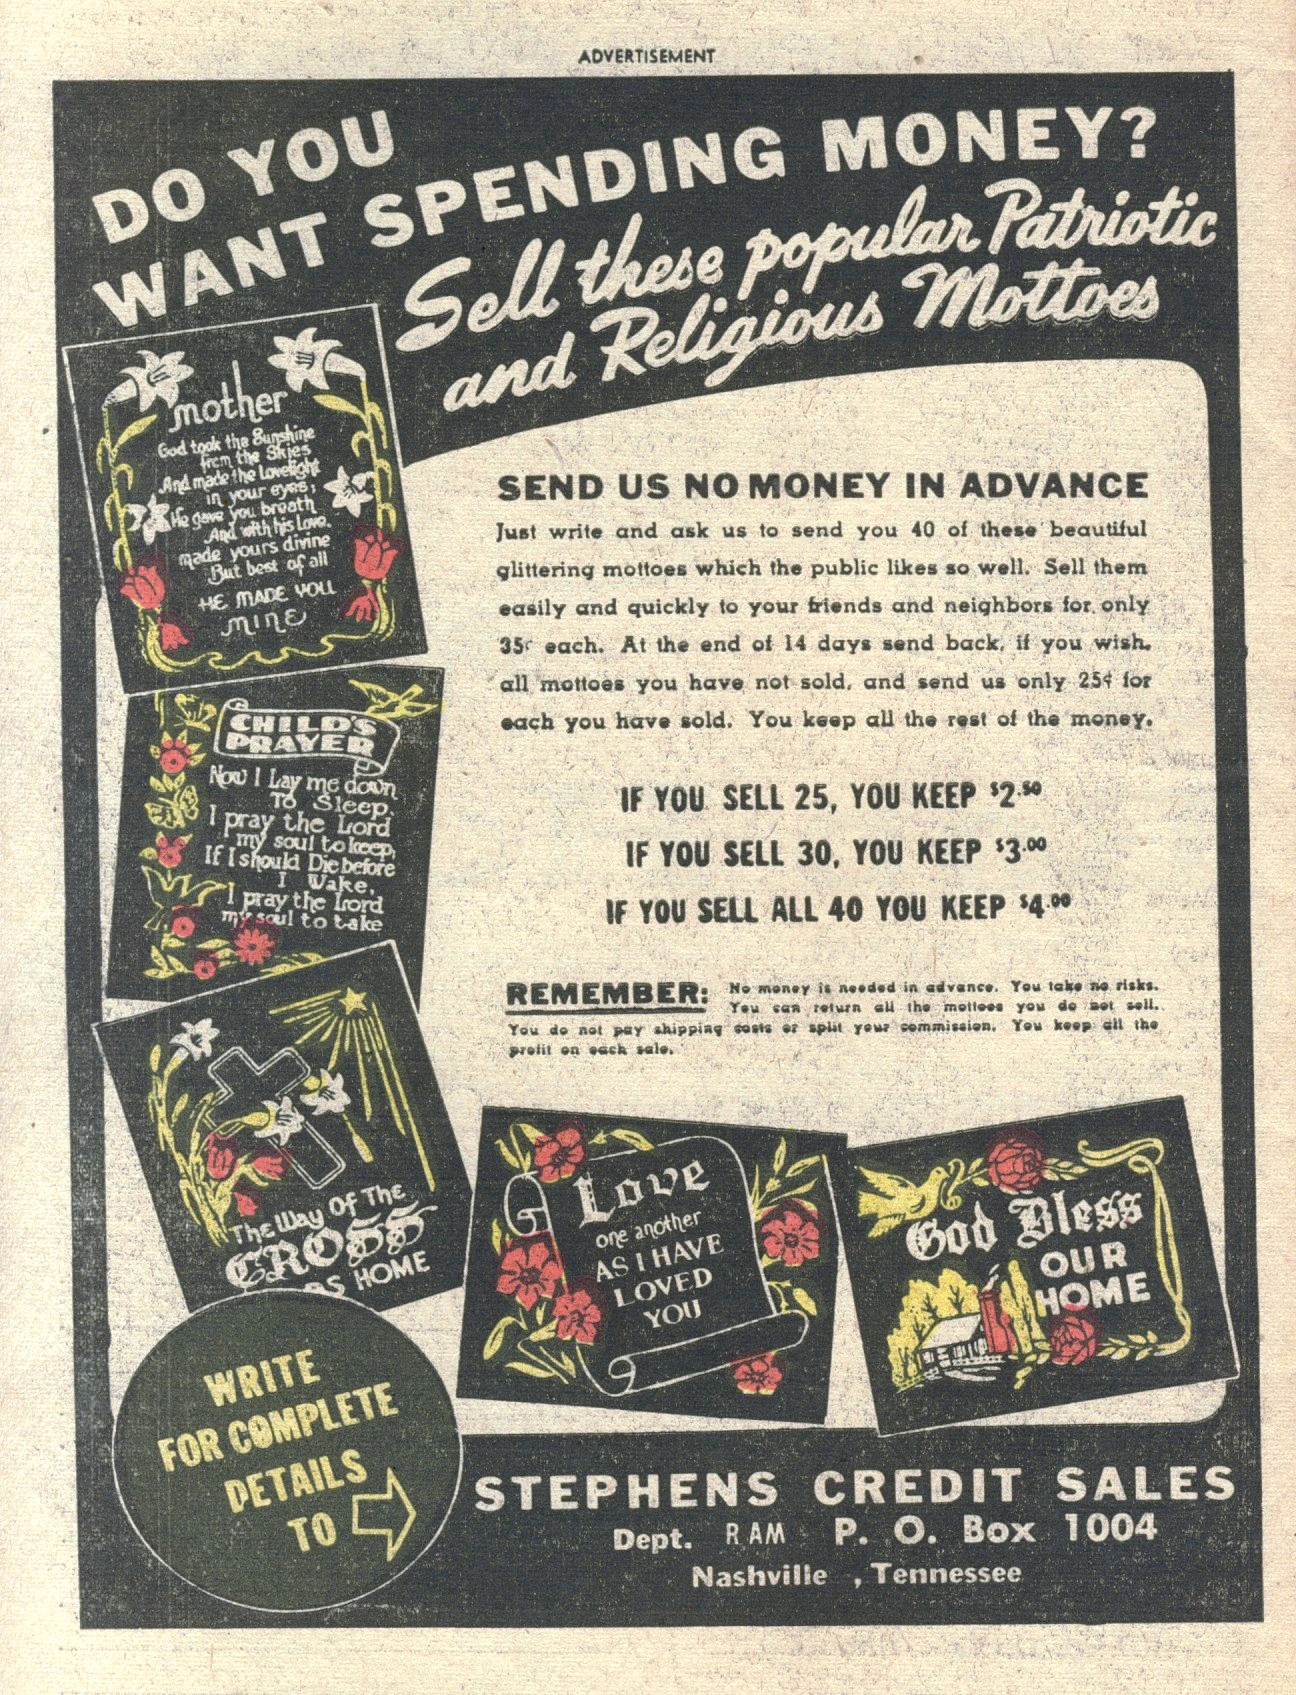 ADVERTISEMENT
DO YOU
WANT SPENDING MONEY?
Sell these popular Patriotic
and Religious Mottoes
mother
God took the Sunshine
from the Skies
And made the Lovelight
in your eyes,
He gave you breath
And with his Love,
made yours divine
But best of all
HE MADE YOU
MINE
CHILD'S
PRAYER
Now I Lay me down
To Sleep,
I pray the Lord
my soul to keep,
If I should Die before
I Wake,
I pray the Lord
my soul to take
The Way Of The
CROSS
HOME
SEND US NO MONEY IN ADVANCE
Just write and ask us to send you 40 of these beautiful
glittering mottoes which the public likes so well. Sell them
easily and quickly to your friends and neighbors for only
35¢ each. At the end of 14 days send back, if you wish,
all mottoes you have not sold, and send us only 25¢ for
each you have sold. You keep all the rest of the money.
IF YOU SELL 25, YOU KEEP $2.50
IF YOU SELL 30, YOU KEEP $3.00
IF YOU SELL ALL 40 YOU KEEP $4.00
REMEMBER: No money is needed in advance. You take no risks.
You can return all the mottoes you do not sell.
You do not pay shipping costs or split your commission. You keep all the
profit on each sale.
Love
one another
AS I HAVE
LOVED
YOU
God Bless
OUR
HOME
WRITE
FOR COMPLETE
DETAILS
TO
STEPHENS CREDIT SALES
Dept. RAM P. O. Box 1004
Nashville, Tennessee